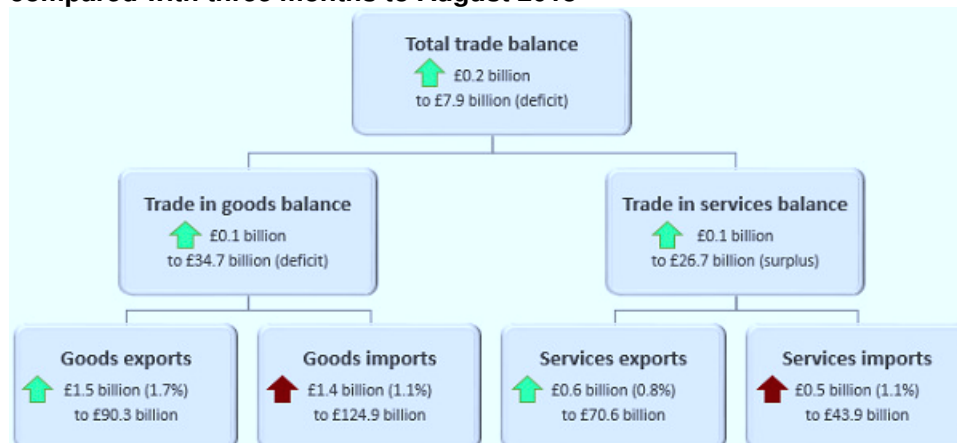 compared with three months to August 2018
Total trade balance
£0.2 billion
to £7.9 billion (deficit)
Trade in goods balance
£0.1 billion
to £34.7 billion (deficit)
Trade in services balance
£0.1 billion
to £26.7 billion (surplus)
Goods exports
£1.5 billion (1.7%)
to £90.3 billion
Goods imports
£1.4 billion (1.1%)
to £124.9 billion
Services exports
£0.6 billion (0.8%)
to £70.6 billion
Services imports
£0.5 billion (1.1%)
to £43.9 billion